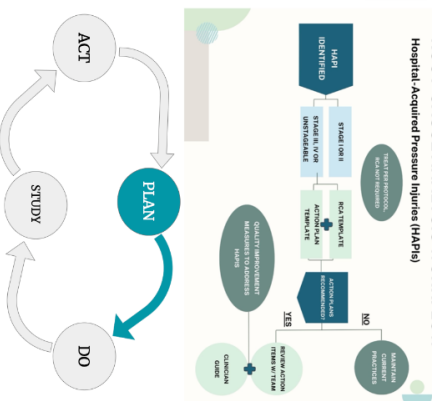 Hospital-Acquired Pressure Injuries (HAPIs)
HAPI
IDENTIFIED
STAGE I OR II
STAGE III, IV OR
UNSTAGEABLE
TREAT PER PROTOCOL
RCA NOT REQUIRED
RCA TEMPLATE
ACTION PLAN
TEMPLATE
ACTION PLANS
RECOMMENDED?
NO
YES
MAINTAIN
CURRENT
PRACTICES
REVIEW ACTION
ITEMS W/ TEAM
CLINICIAN
GUIDE
QUALITY IMPROVEMENT
MEASURES TO ADDRESS
HAPIS
ACT
PLAN
STUDY
DO